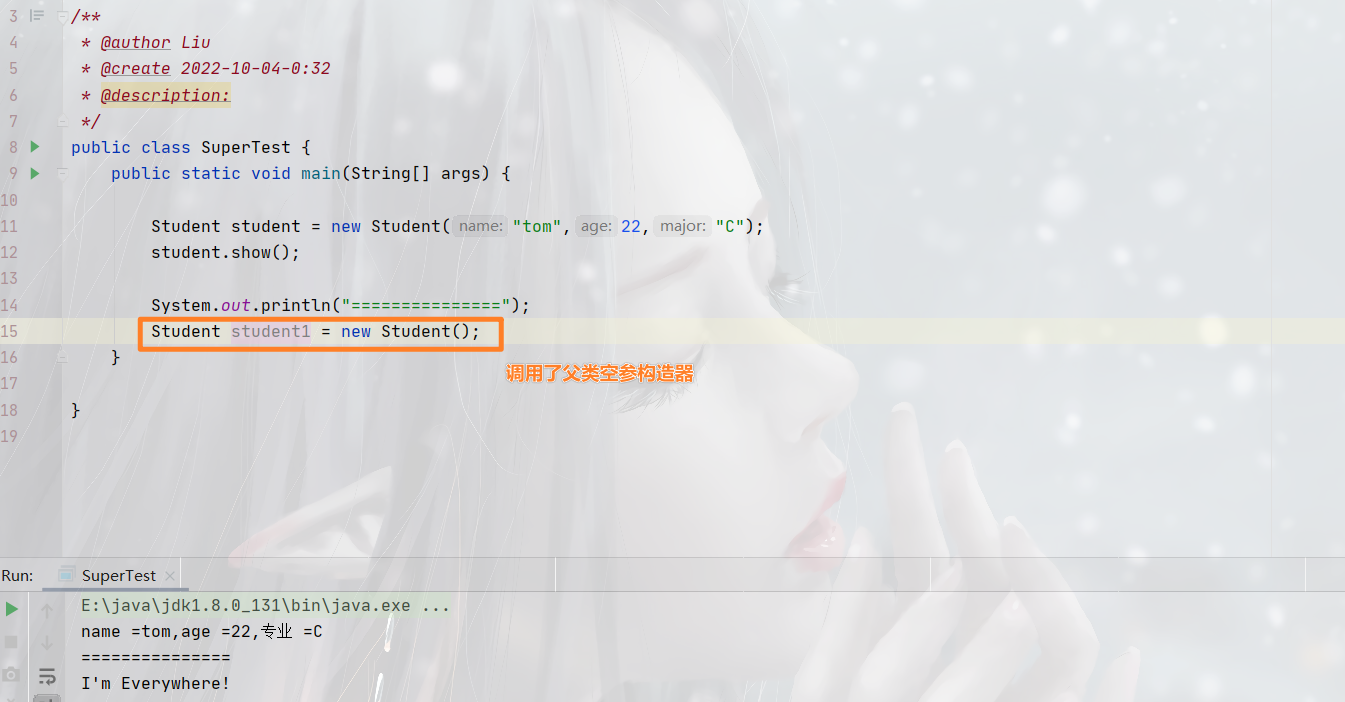 3 /**
4 * @author Liu
5 * @create 2022-10-04-0:32
6 * @description:
7 */
8 public class SuperTest {
9 public static void main(String[] args) {
10
11 Student student = new Student( name: "tom", age: 22, major: "C");
12 student.show();
13
14 System.out.println("===============");
15 Student student1 = new Student();
16 }
调用了父类空参构造器
17
18 }
19
Run: SuperTest
E:\java\jdk1.8.0_131\bin\java.exe ...
name =tom,age =22,专业 =C
===============
I'm Everywhere!